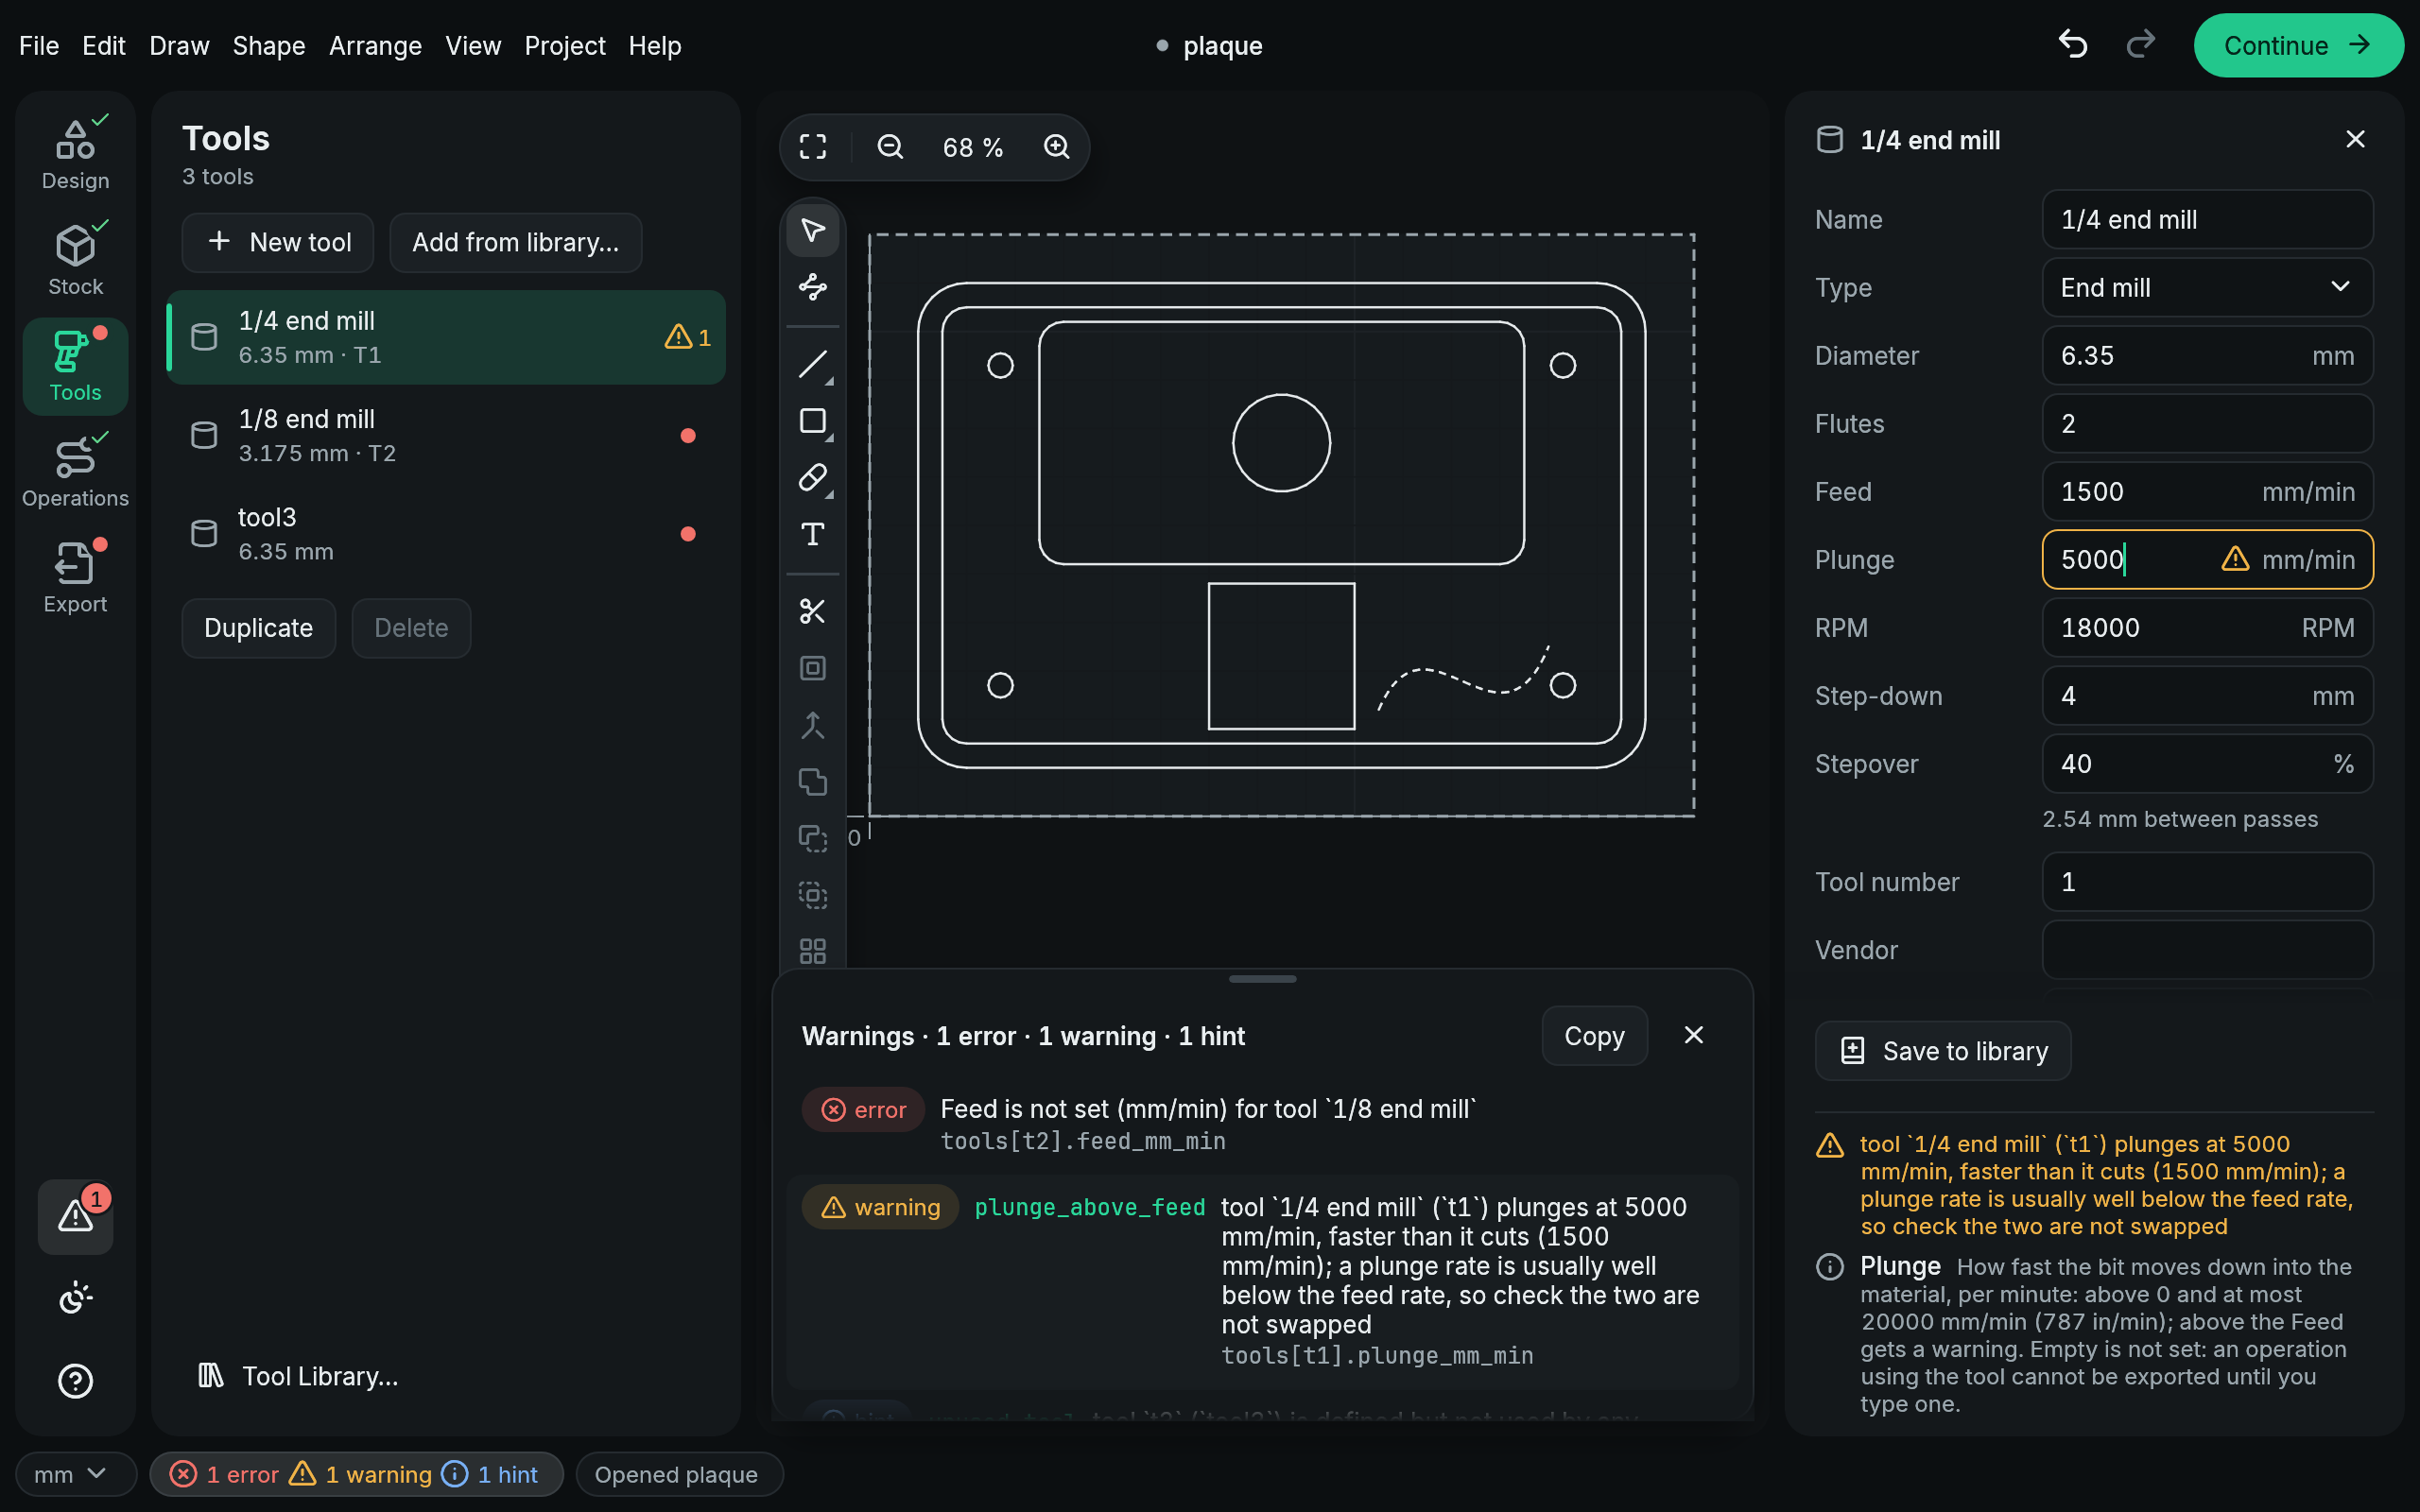 File Edit Draw Shape Arrange View Project Help
plaque
Continue
Design
Stock
Tools
Operations
Export
1
Tools
3 tools
New tool
Add from library...
1/4 end mill
6.35 mm · T1
1
1/8 end mill
3.175 mm · T2
tool3
6.35 mm
Duplicate
Delete
Tool Library...
68 %
0
Warnings · 1 error · 1 warning · 1 hint
Copy
error
Feed is not set (mm/min) for tool `1/8 end mill`
tools[t2].feed_mm_min
warning
plunge_above_feed
tool `1/4 end mill` (`t1`) plunges at 5000
mm/min, faster than it cuts (1500
mm/min); a plunge rate is usually well
below the feed rate, so check the two are
not swapped
tools[t1].plunge_mm_min
1/4 end mill
Name
1/4 end mill
Type
End mill
Diameter
6.35 mm
Flutes
2
Feed
1500 mm/min
Plunge
5000 mm/min
RPM
18000 RPM
Step-down
4 mm
Stepover
40 %
2.54 mm between passes
Tool number
1
Vendor
Save to library
tool `1/4 end mill` (`t1`) plunges at 5000
mm/min, faster than it cuts (1500 mm/min); a
plunge rate is usually well below the feed rate,
so check the two are not swapped
Plunge How fast the bit moves down into the
material, per minute: above 0 and at most
20000 mm/min (787 in/min); above the Feed
gets a warning. Empty is not set: an operation
using the tool cannot be exported until you
type one.
mm
1 error
1 warning
1 hint
Opened plaque